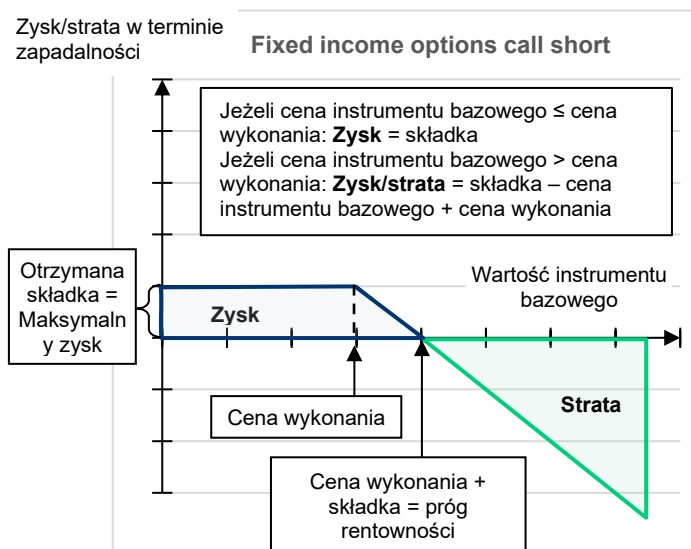 Zysk/strata w terminie
zapadalności
Fixed income options call short
Jeżeli cena instrumentu bazowego ≤ cena
wykonania: Zysk = składka
Jeżeli cena instrumentu bazowego > cena
wykonania: Zysk/strata = składka – cena
instrumentu bazowego + cena wykonania
Otrzymana
składka =
Maksymaln
y zysk
Wartość instrumentu
bazowego
Zysk
Strata
Cena wykonania
Cena wykonania +
składka = próg
rentowności